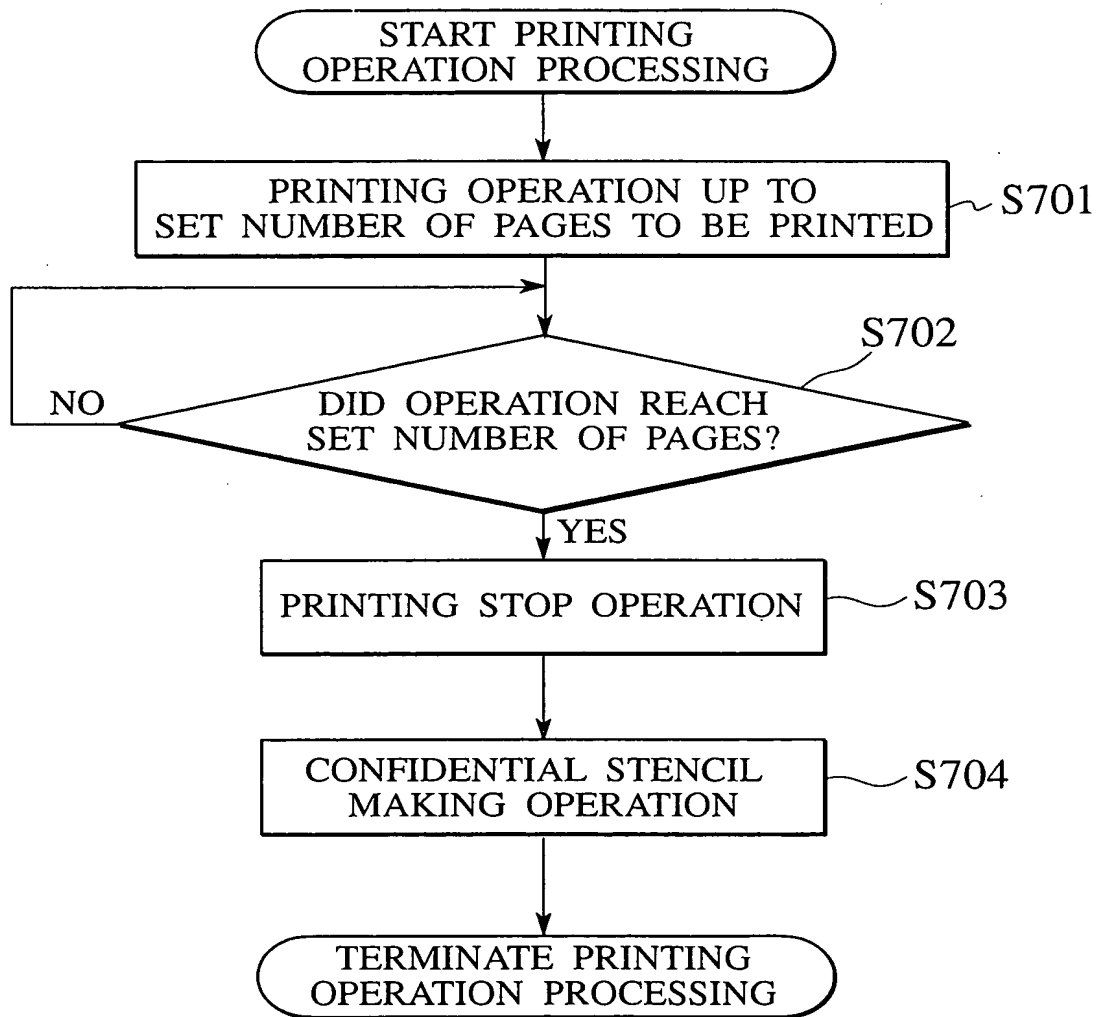 START PRINTING
OPERATION PROCESSING
PRINTING OPERATION UP TO
SET NUMBER OF PAGES TO BE PRINTED
S701
S702
DID OPERATION REACH
SET NUMBER OF PAGES?
NO
YES
PRINTING STOP OPERATION
S703
CONFIDENTIAL STENCIL
MAKING OPERATION
S704
TERMINATE PRINTING
OPERATION PROCESSING